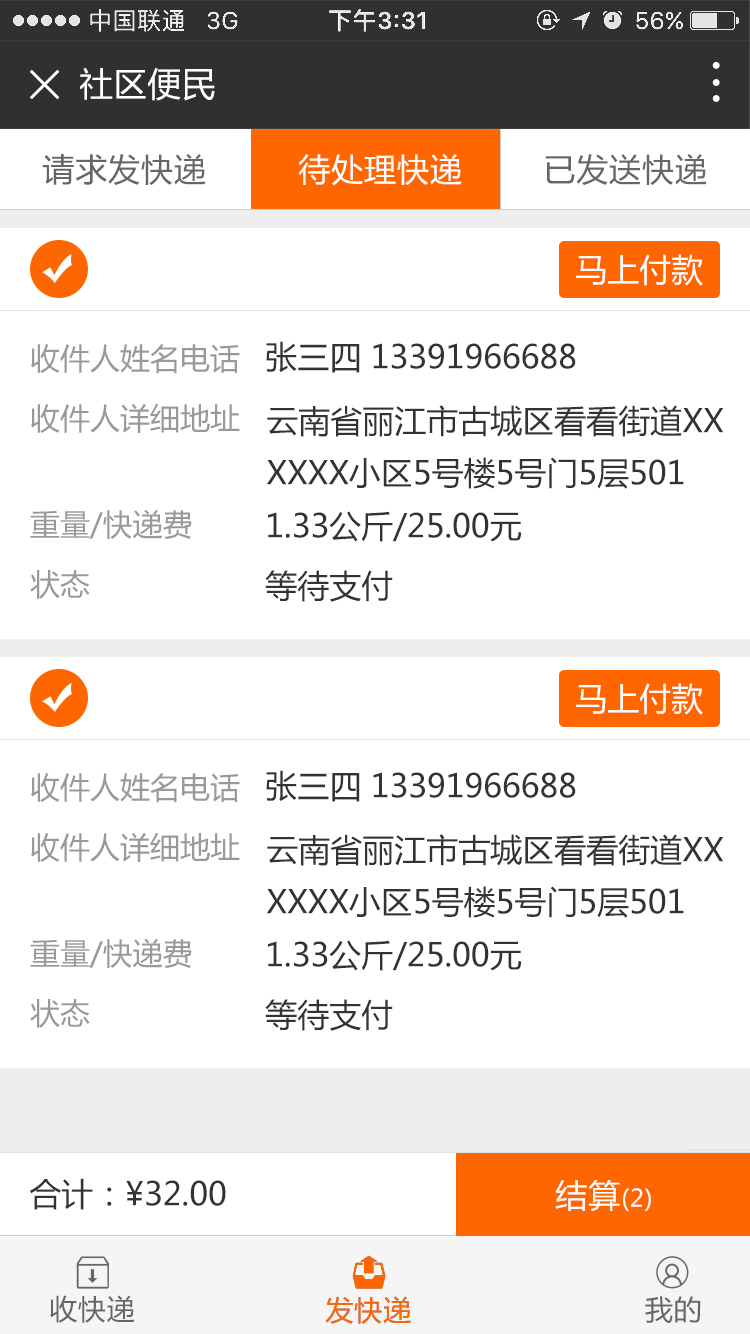 中国联通 3G 下午3:31 56%
社区便民
请求发快递 待处理快递 已发送快递
马上付款
收件人姓名电话 张三四 13391966688
收件人详细地址 云南省丽江市古城区看看街道XX
XXXX小区5号楼5号门5层501
重量/快递费 1.33公斤/25.00元
状态 等待支付
马上付款
收件人姓名电话 张三四 13391966688
收件人详细地址 云南省丽江市古城区看看街道XX
XXXX小区5号楼5号门5层501
重量/快递费 1.33公斤/25.00元
状态 等待支付
合计：¥32.00 结算(2)
收快递 发快递 我的